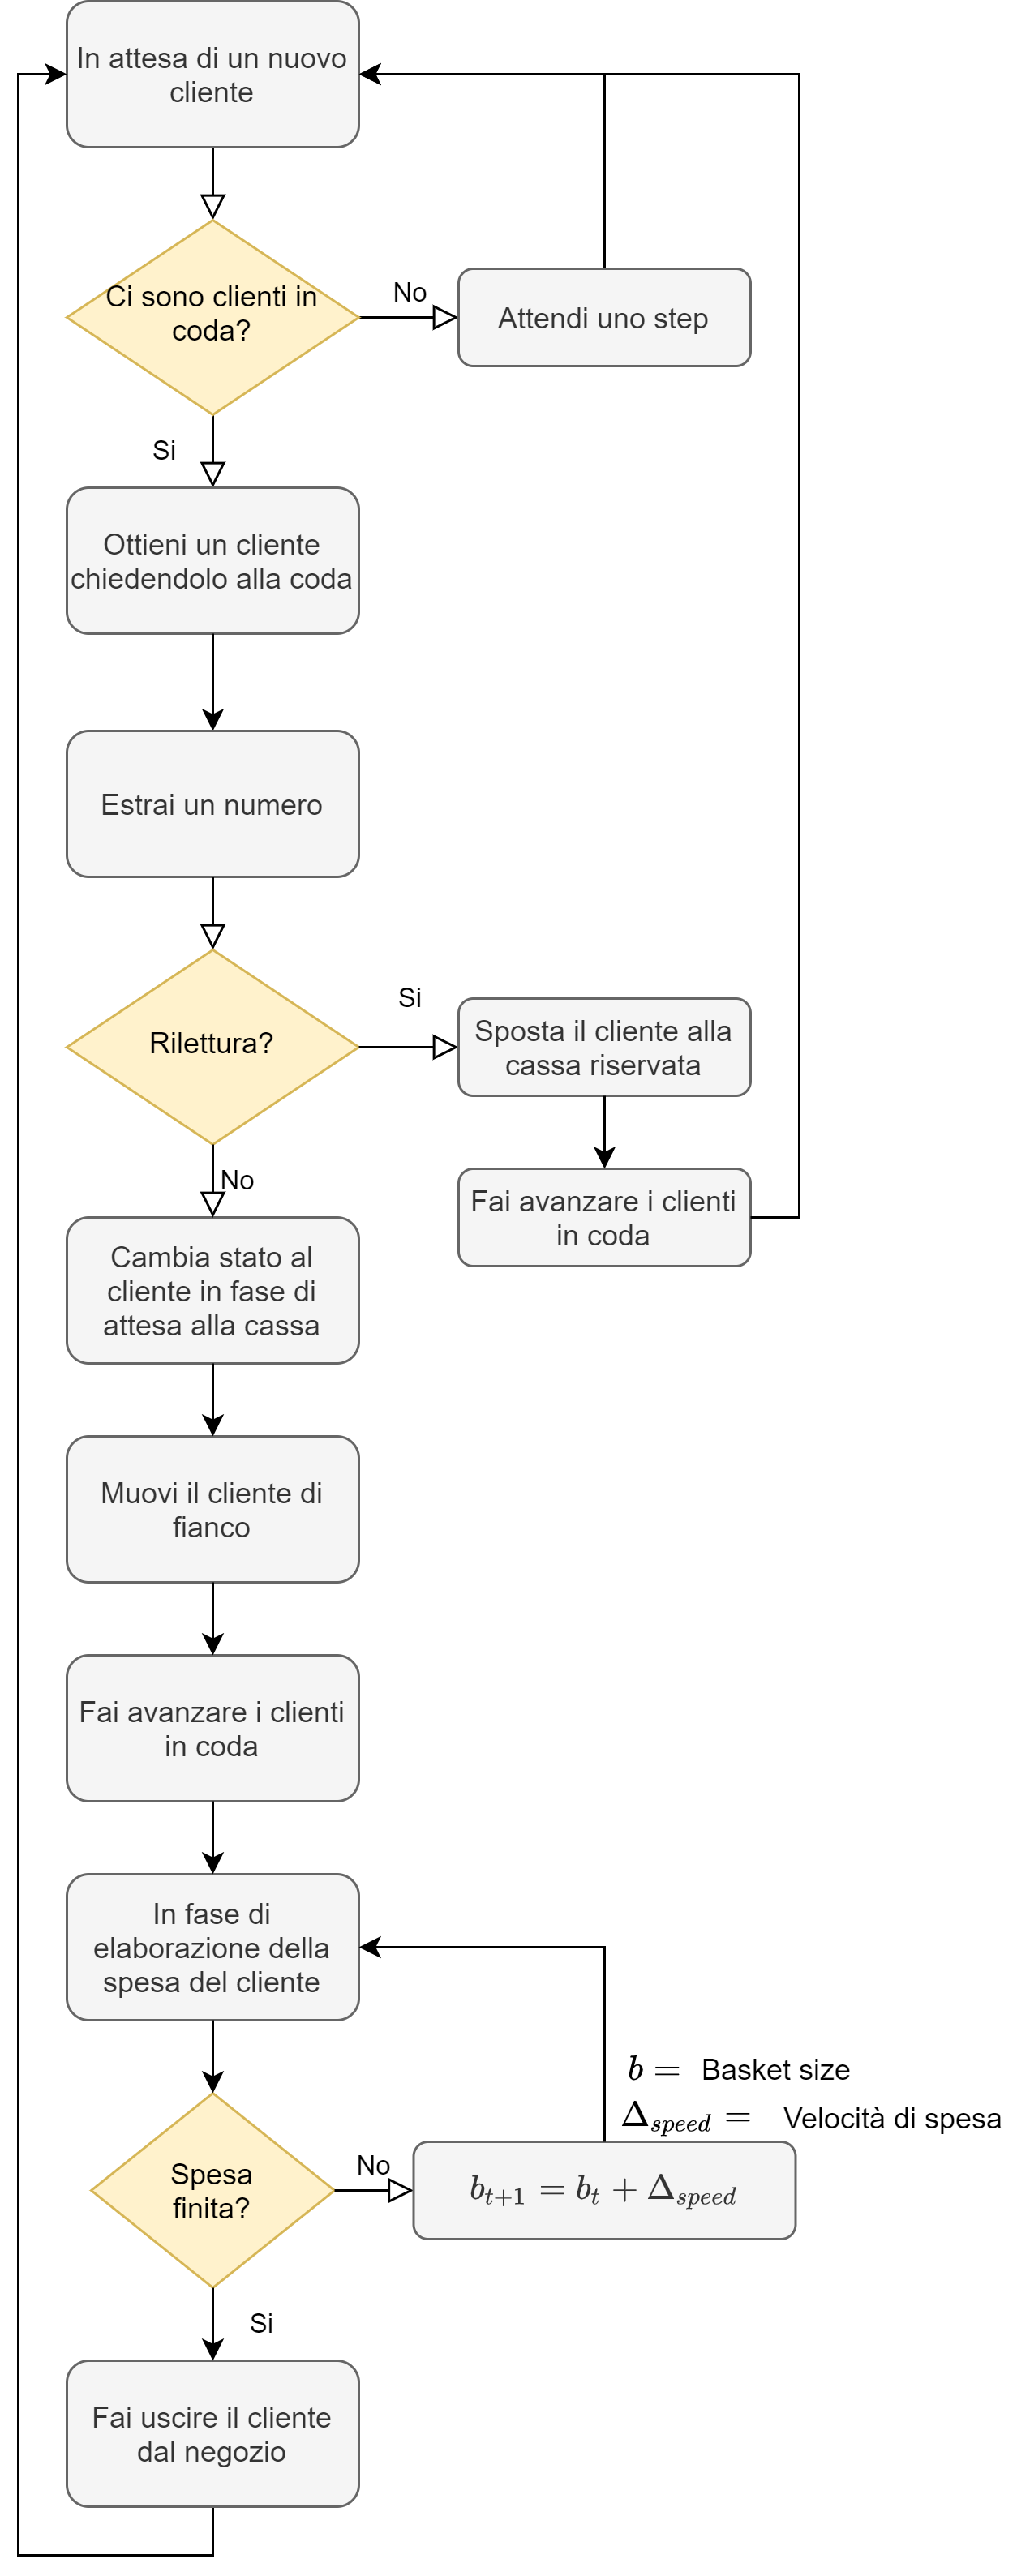 In attesa di un nuovo
cliente
Ci sono clienti in
coda?
No
Attendi uno step
Si
Ottieni un cliente
chiedendolo alla coda
Estrai un numero
Rilettura?
Si
Sposta il cliente alla
cassa riservata
Fai avanzare i clienti
in coda
No
Cambia stato al
cliente in fase di
attesa alla cassa
Muovi il cliente di
fianco
Fai avanzare i clienti
in coda
In fase di
elaborazione della
spesa del cliente
b = Basket size
Δ_{speed} = Velocità di spesa
Spesa
finita?
No
b_{t+1} = b_t + Δ_{speed}
Si
Fai uscire il cliente
dal negozio